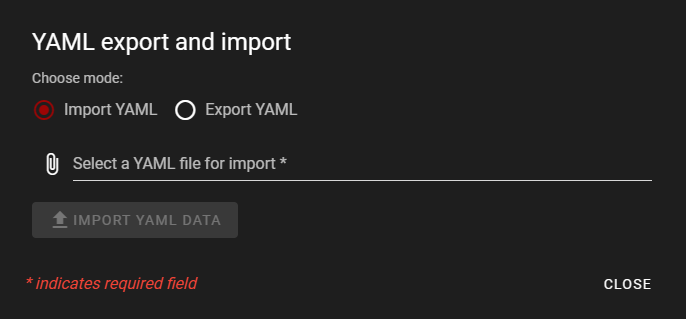 YAML export and import
Choose mode:
Import YAML Export YAML
Select a YAML file for import *
IMPORT YAML DATA
* indicates required field
CLOSE